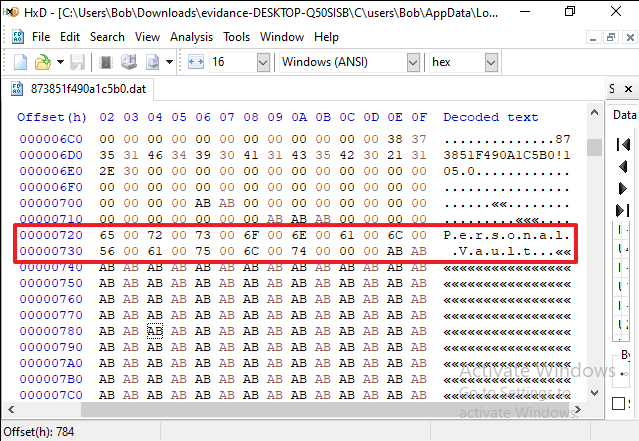 HxD - [C:\Users\Bob\Downloads\evidance-DESKTOP-Q50SISB\C\users\Bob\AppData\Lo...
File Edit Search View Analysis Tools Window Help
16 Windows (ANSI) hex
873851f490a1c5b0.dat
Offset(h) 02 03 04 05 06 07 08 09 0A 0B 0C 0D 0E 0F Decoded text
000006C0 00 00 00 00 00 00 00 00 00 00 00 00 38 37 ..............87
000006D0 35 31 46 34 39 30 41 31 43 35 42 30 21 31 3851F490A1C5B0!1
000006E0 2E 30 00 00 00 00 00 00 00 00 00 00 00 00 05.0............
000006F0 00 00 00 00 00 00 00 00 00 00 00 00 00 00 ................
00000700 00 00 00 00 AB AB 00 00 00 00 00 00 00 00 ......««........
00000710 00 00 00 00 00 00 00 AB AB AB 00 00 00 00 .........«««....
00000720 65 00 72 00 73 00 6F 00 6E 00 61 00 6C 00 P.e.r.s.o.n.a.l.
00000730 56 00 61 00 75 00 6C 00 74 00 00 00 AB AB .V.a.u.l.t...««
00000740 AB AB AB AB AB AB AB AB AB AB AB AB AB AB ««««««««««««««««
00000750 AB AB AB AB AB AB AB AB AB AB AB AB AB AB ««««««««««««««««
00000760 AB AB AB AB AB AB AB AB AB AB AB AB AB AB ««««««««««««««««
00000770 AB AB AB AB AB AB AB AB AB AB AB AB AB AB ««««««««««««««««
00000780 AB AB AB AB AB AB AB AB AB AB AB AB AB AB ««««««««««««««««
00000790 AB AB AB AB AB AB AB AB AB AB AB AB AB AB ««««««««««««««««
000007A0 AB AB AB AB AB AB AB AB AB AB AB AB AB AB ««««««««««««««««
000007B0 AB AB AB AB AB AB AB AB AB AB AB AB AB AB ««««««««««««««««
000007C0 AB AB AB AB AB AB AB AB AB AB AB AB AB AB ««««««««««««««««
S
Data
By
S
Activate Windows
Go to Settings to
activate Windows.
Offset(h): 784